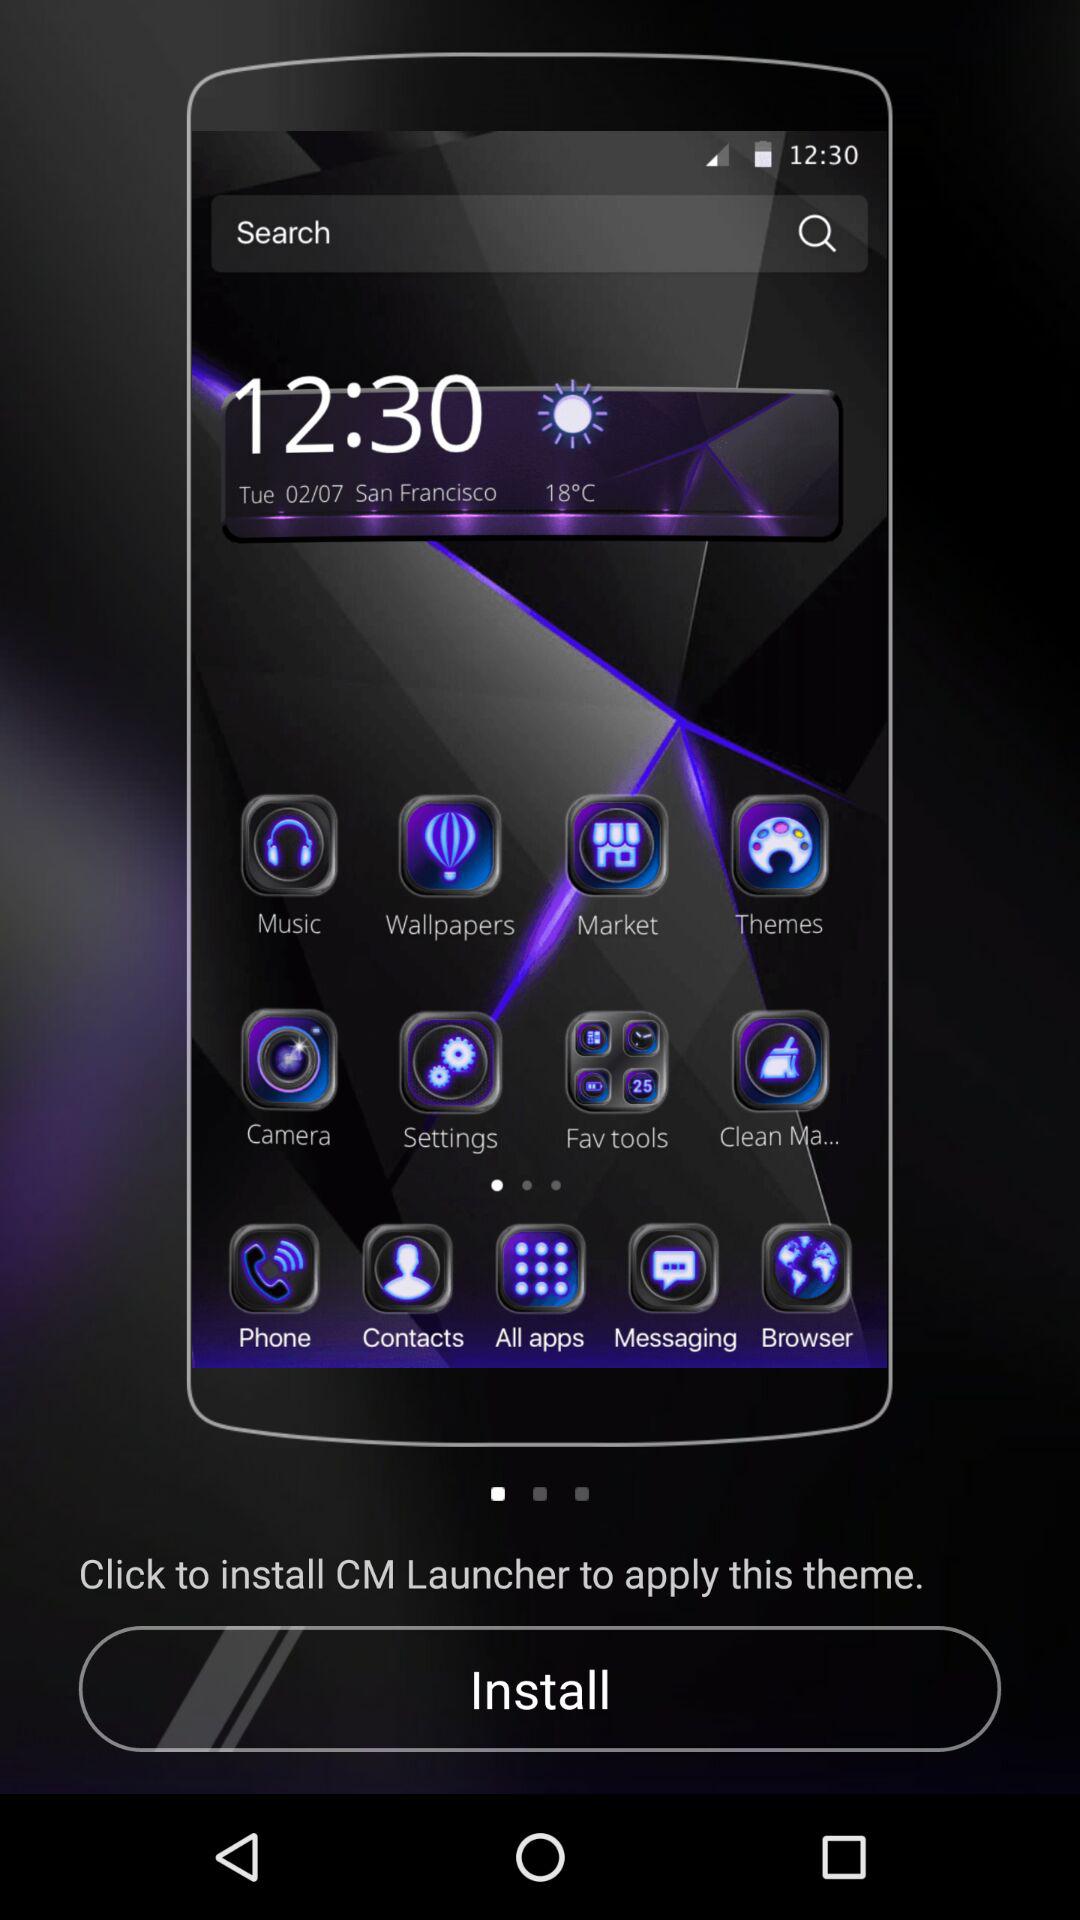 12:30
Search
12:30
Tue 02/07 San Francisco 18°C
Music Wallpapers Market Themes
25
Camera Settings Fav tools Clean Ma...
Phone Contacts All apps Messaging Browser
Click to install CM Launcher to apply this theme.
Install